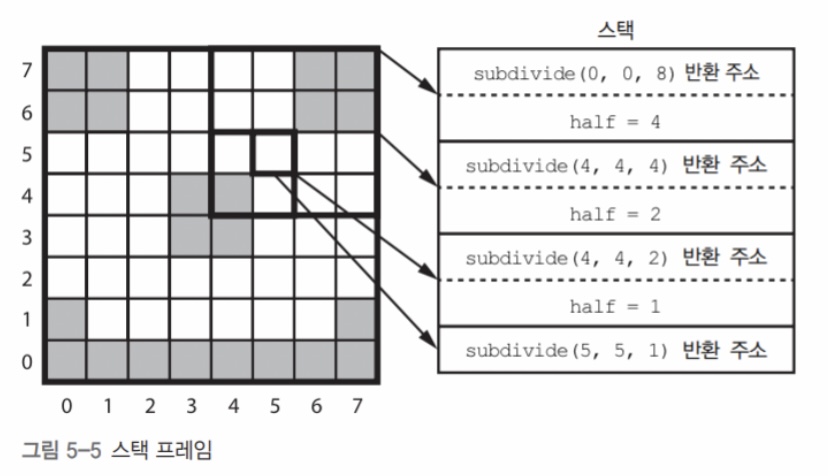 스택
7
6
5
4
3
2
1
0
0 1 2 3 4 5 6 7
subdivide(0, 0, 8) 반환 주소
half = 4
subdivide(4, 4, 4) 반환 주소
half = 2
subdivide(4, 4, 2) 반환 주소
half = 1
subdivide(5, 5, 1) 반환 주소
그림 5-5 스택 프레임